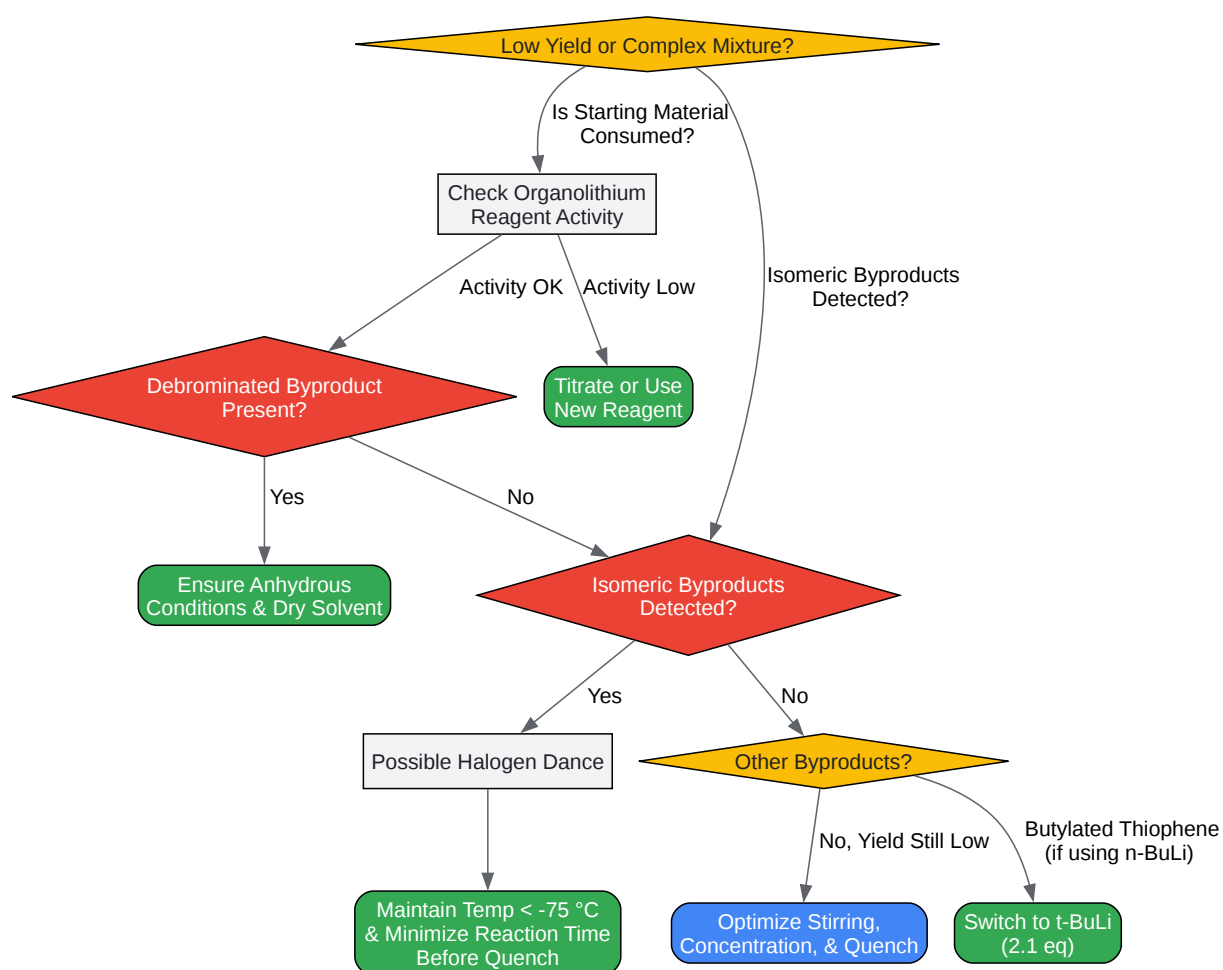 Low Yield or Complex Mixture?
Is Starting Material
Consumed?
Check Organolithium
Reagent Activity
Isomeric Byproducts
Detected?
Activity OK
Activity Low
Debrominated Byproduct
Present?
Titrate or Use
New Reagent
Yes
No
Ensure Anhydrous
Conditions & Dry Solvent
Isomeric Byproducts
Detected?
Yes
No
Possible Halogen Dance
Other Byproducts?
No, Yield Still Low
Butylated Thiophene
(if using n-BuLi)
Maintain Temp < -75 °C
& Minimize Reaction Time
Before Quench
Optimize Stirring,
Concentration, & Quench
Switch to t-BuLi
(2.1 eq)